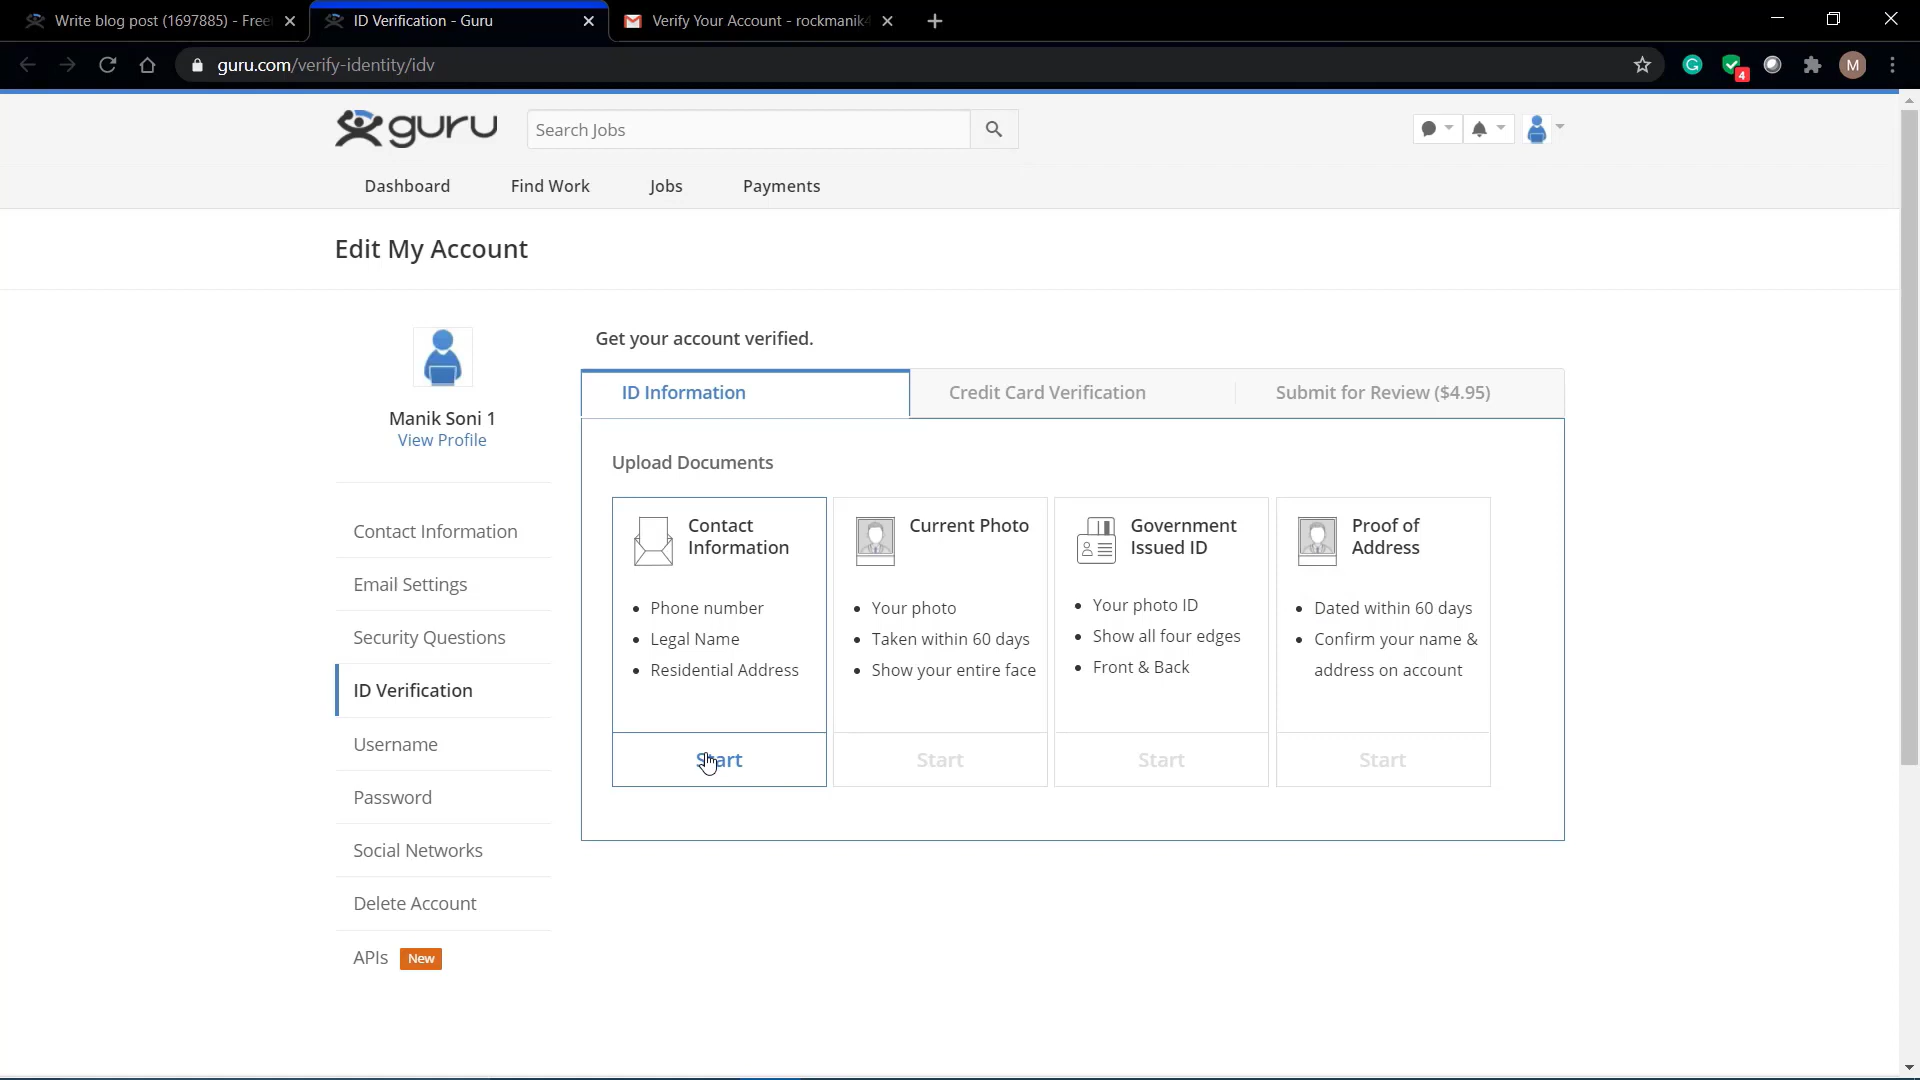 Write blog post (1697885) - Free
ID Verification - Guru
Verify Your Account - rockmanik
guru.com/verify-identity/idv
4
M
guru
Search Jobs
Dashboard
Find Work
Jobs
Payments
Edit My Account
Manik Soni 1
View Profile
Contact Information
Email Settings
Security Questions
ID Verification
Username
Password
Social Networks
Delete Account
APIs New
Get your account verified.
ID Information
Credit Card Verification
Submit for Review ($4.95)
Upload Documents
Contact
Information
• Phone number
• Legal Name
• Residential Address
Start
Current Photo
• Your photo
• Taken within 60 days
• Show your entire face
Start
Government
Issued ID
• Your photo ID
• Show all four edges
• Front & Back
Start
Proof of
Address
• Dated within 60 days
• Confirm your name &
address on account
Start